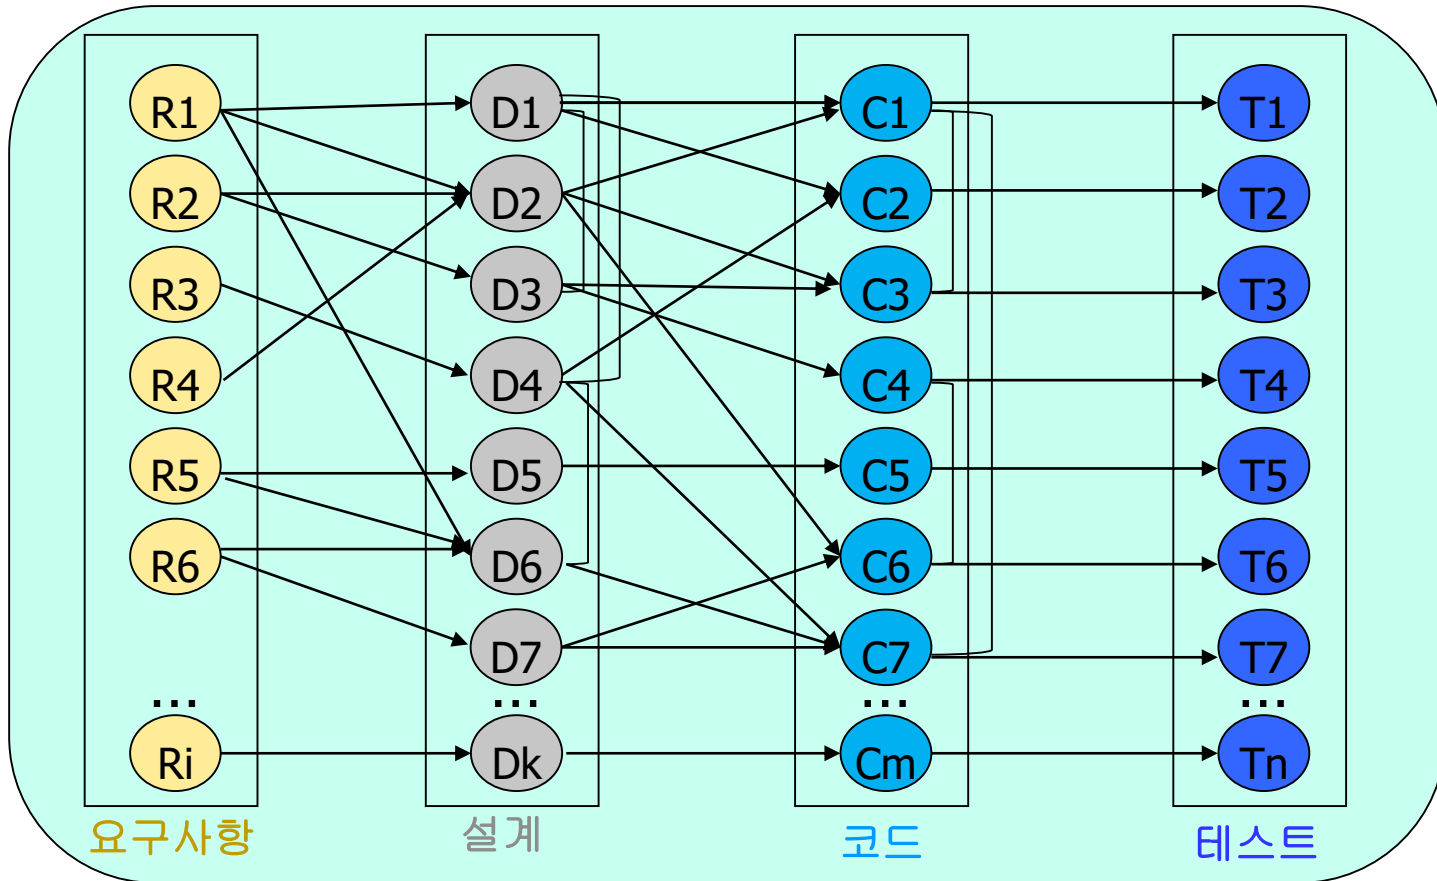 R1 D1 C1 T1
R2 D2 C2 T2
R3 D3 C3 T3
R4 D4 C4 T4
R5 D5 C5 T5
R6 D6 C6 T6
D7 C7 T7
... ... ... ...
Ri Dk Cm Tn
요구사항 설계 코드 테스트